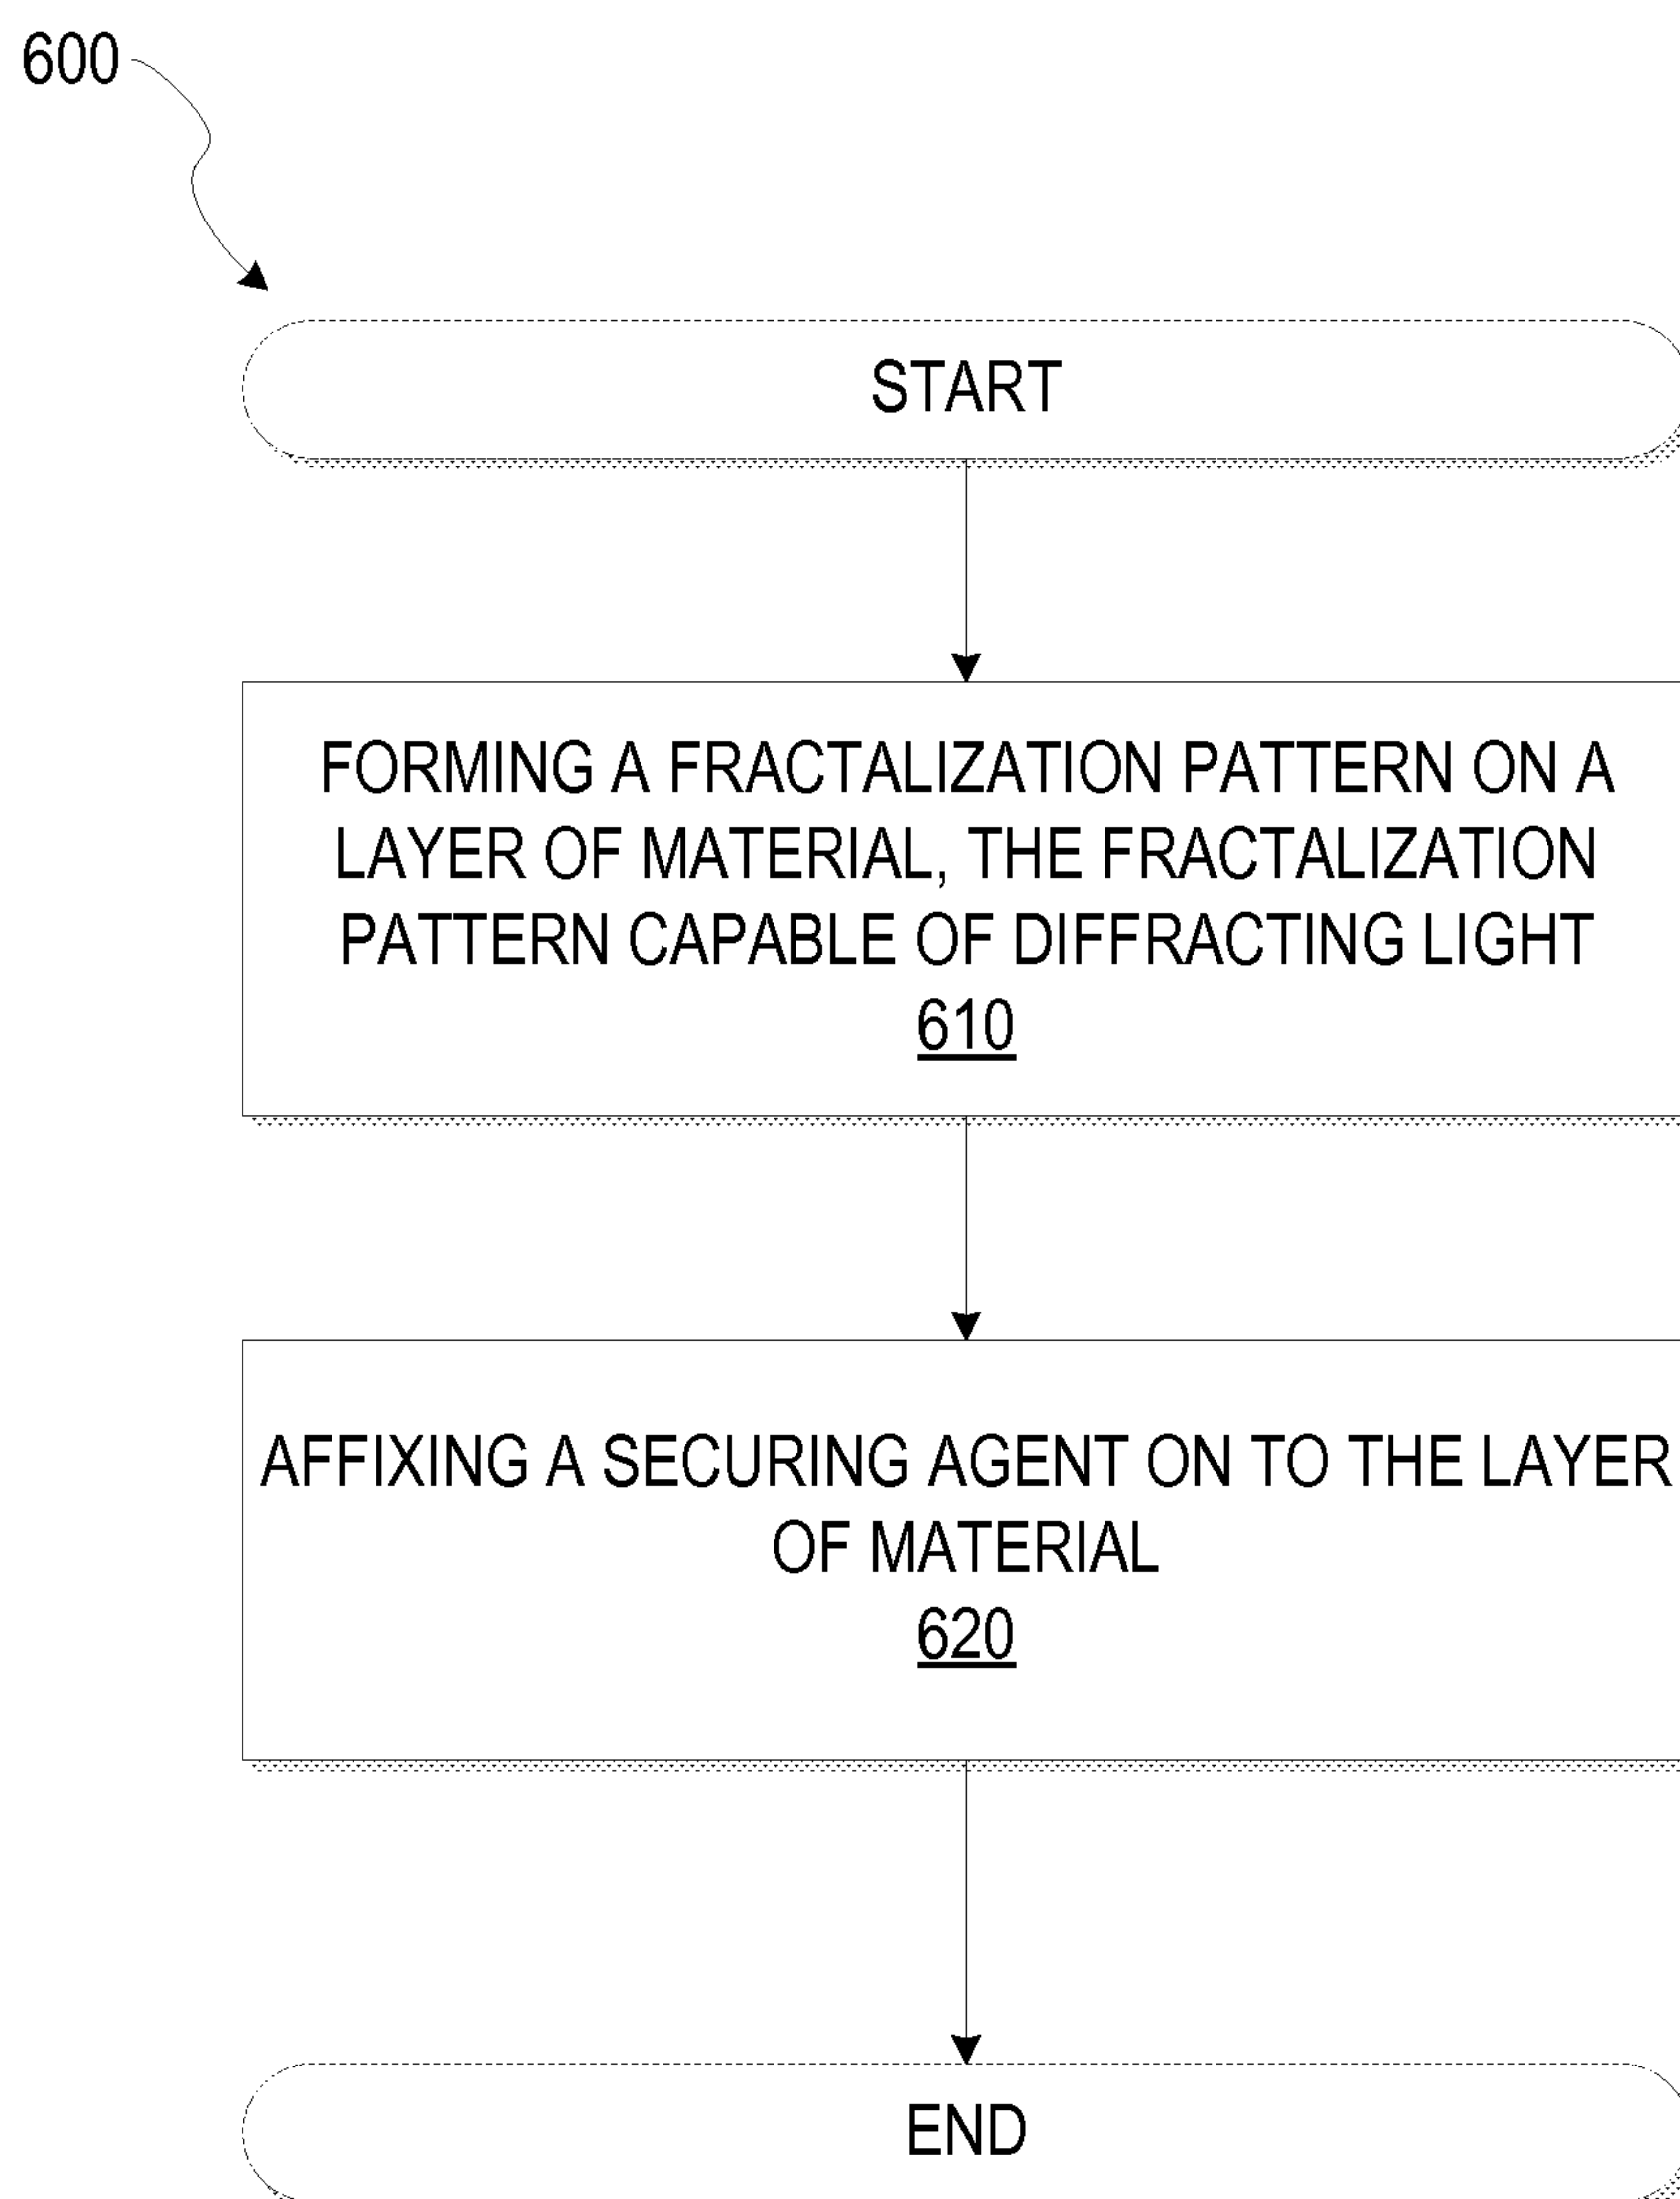 600
START
FORMING A FRACTALIZATION PATTERN ON A
LAYER OF MATERIAL, THE FRACTALIZATION
PATTERN CAPABLE OF DIFFRACTING LIGHT
610
AFFIXING A SECURING AGENT ON TO THE LAYER
OF MATERIAL
620
END